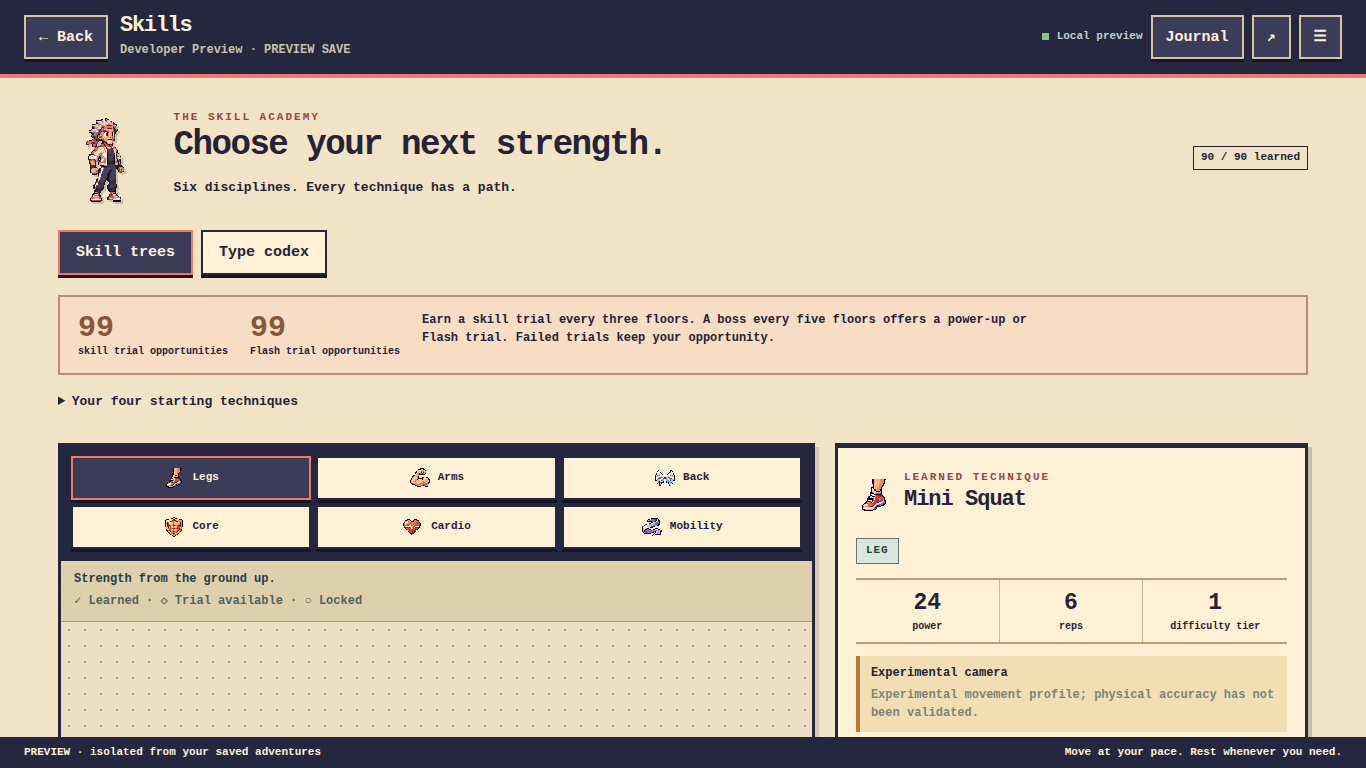 ← Back
Skills
Developer Preview · PREVIEW SAVE
Local preview
Journal
↗
☰
THE SKILL ACADEMY
Choose your next strength.
Six disciplines. Every technique has a path.
90 / 90 learned
Skill trees
Type codex
99
skill trial opportunities
99
Flash trial opportunities
Earn a skill trial every three floors. A boss every five floors offers a power-up or
Flash trial. Failed trials keep your opportunity.
▶ Your four starting techniques
Legs
Arms
Back
Core
Cardio
Mobility
Strength from the ground up.
✓ Learned · ◇ Trial available · ○ Locked
LEARNED TECHNIQUE
Mini Squat
LEG
24
power
6
reps
1
difficulty tier
Experimental camera
Experimental movement profile; physical accuracy has not
been validated.
PREVIEW · isolated from your saved adventures
Move at your pace. Rest whenever you need.